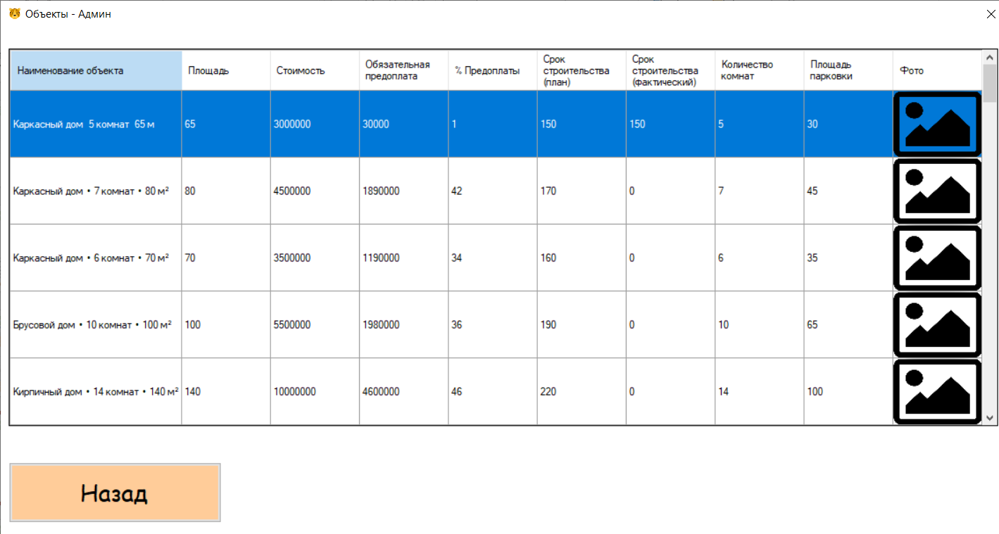 Объекты - Админ
Наименование объекта Площадь Стоимость Обязательная предоплата % Предоплаты Срок строительства (план) Срок строительства (фактический) Количество комнат Площадь парковки Фото
Каркасный дом 5 комнат 65 м 65 3000000 30000 1 150 150 5 30
Каркасный дом • 7 комнат • 80 м² 80 4500000 1890000 42 170 0 7 45
Каркасный дом • 6 комнат • 70 м² 70 3500000 1190000 34 160 0 6 35
Брусовой дом • 10 комнат • 100 м² 100 5500000 1980000 36 190 0 10 65
Кирпичный дом • 14 комнат • 140 м² 140 10000000 4600000 46 220 0 14 100
Назад